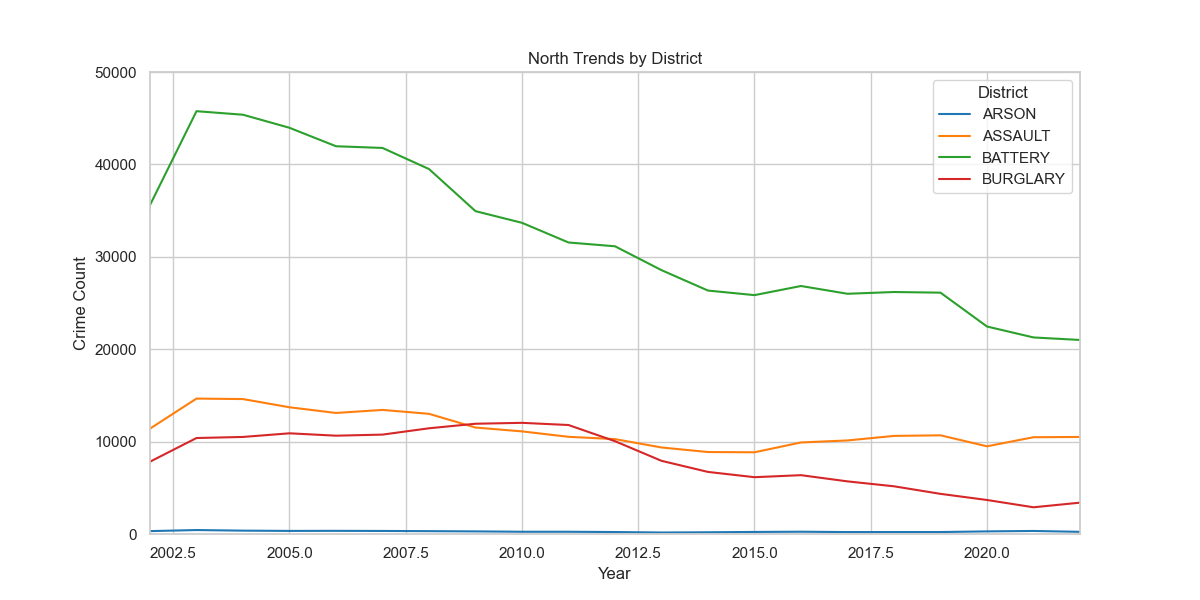 North Trends by District
50000
40000
30000
20000
10000
0
Crime Count
District
ARSON
ASSAULT
BATTERY
BURGLARY
2002.5 2005.0 2007.5 2010.0 2012.5 2015.0 2017.5 2020.0
Year